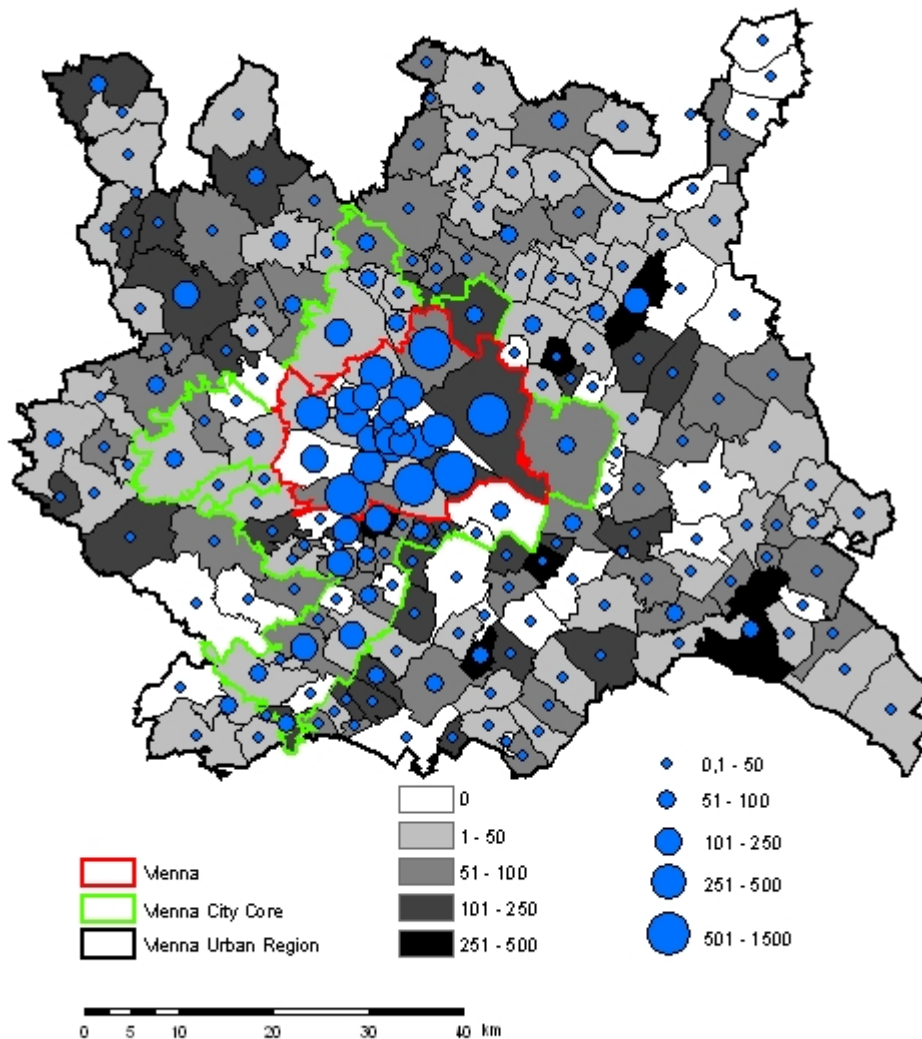 0,1 - 50
0
51 - 100
1 - 50
101 - 250
51 - 100
Vienna
251 - 500
101 - 250
Vienna City Core
501 - 1500
251 - 500
Vienna Urban Region
0 5 10 20 30 40 km